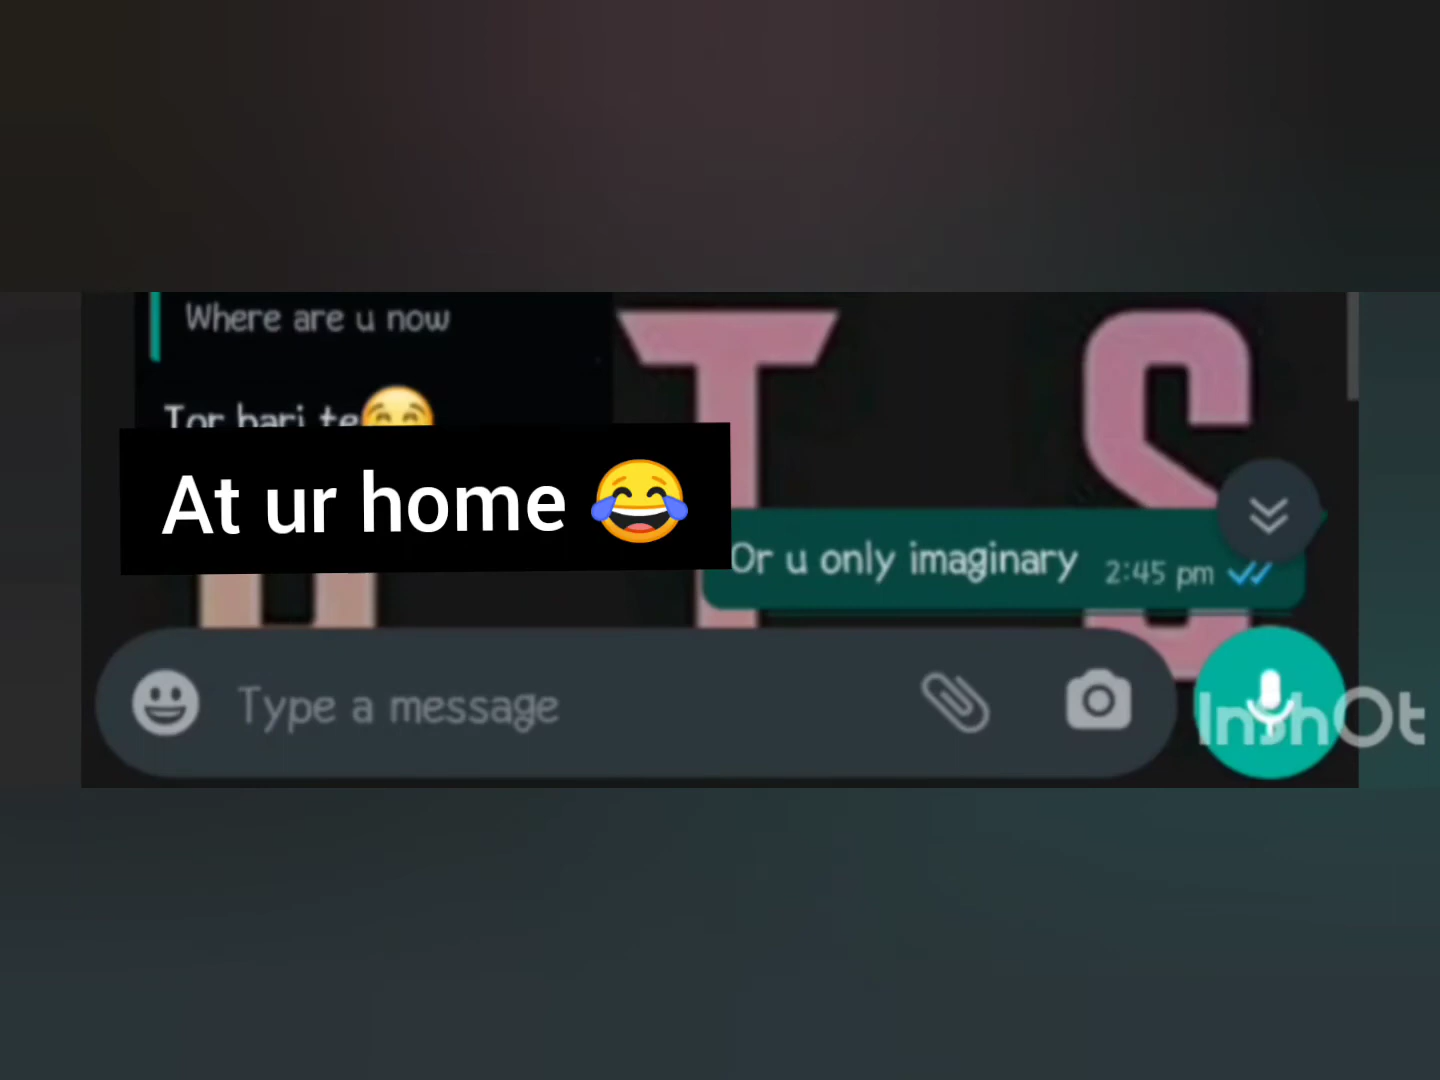 Where are u now
Tor bari te☺️
At ur home 😂
T S
Or u only imaginary 2:45 pm
Type a message
InShOt